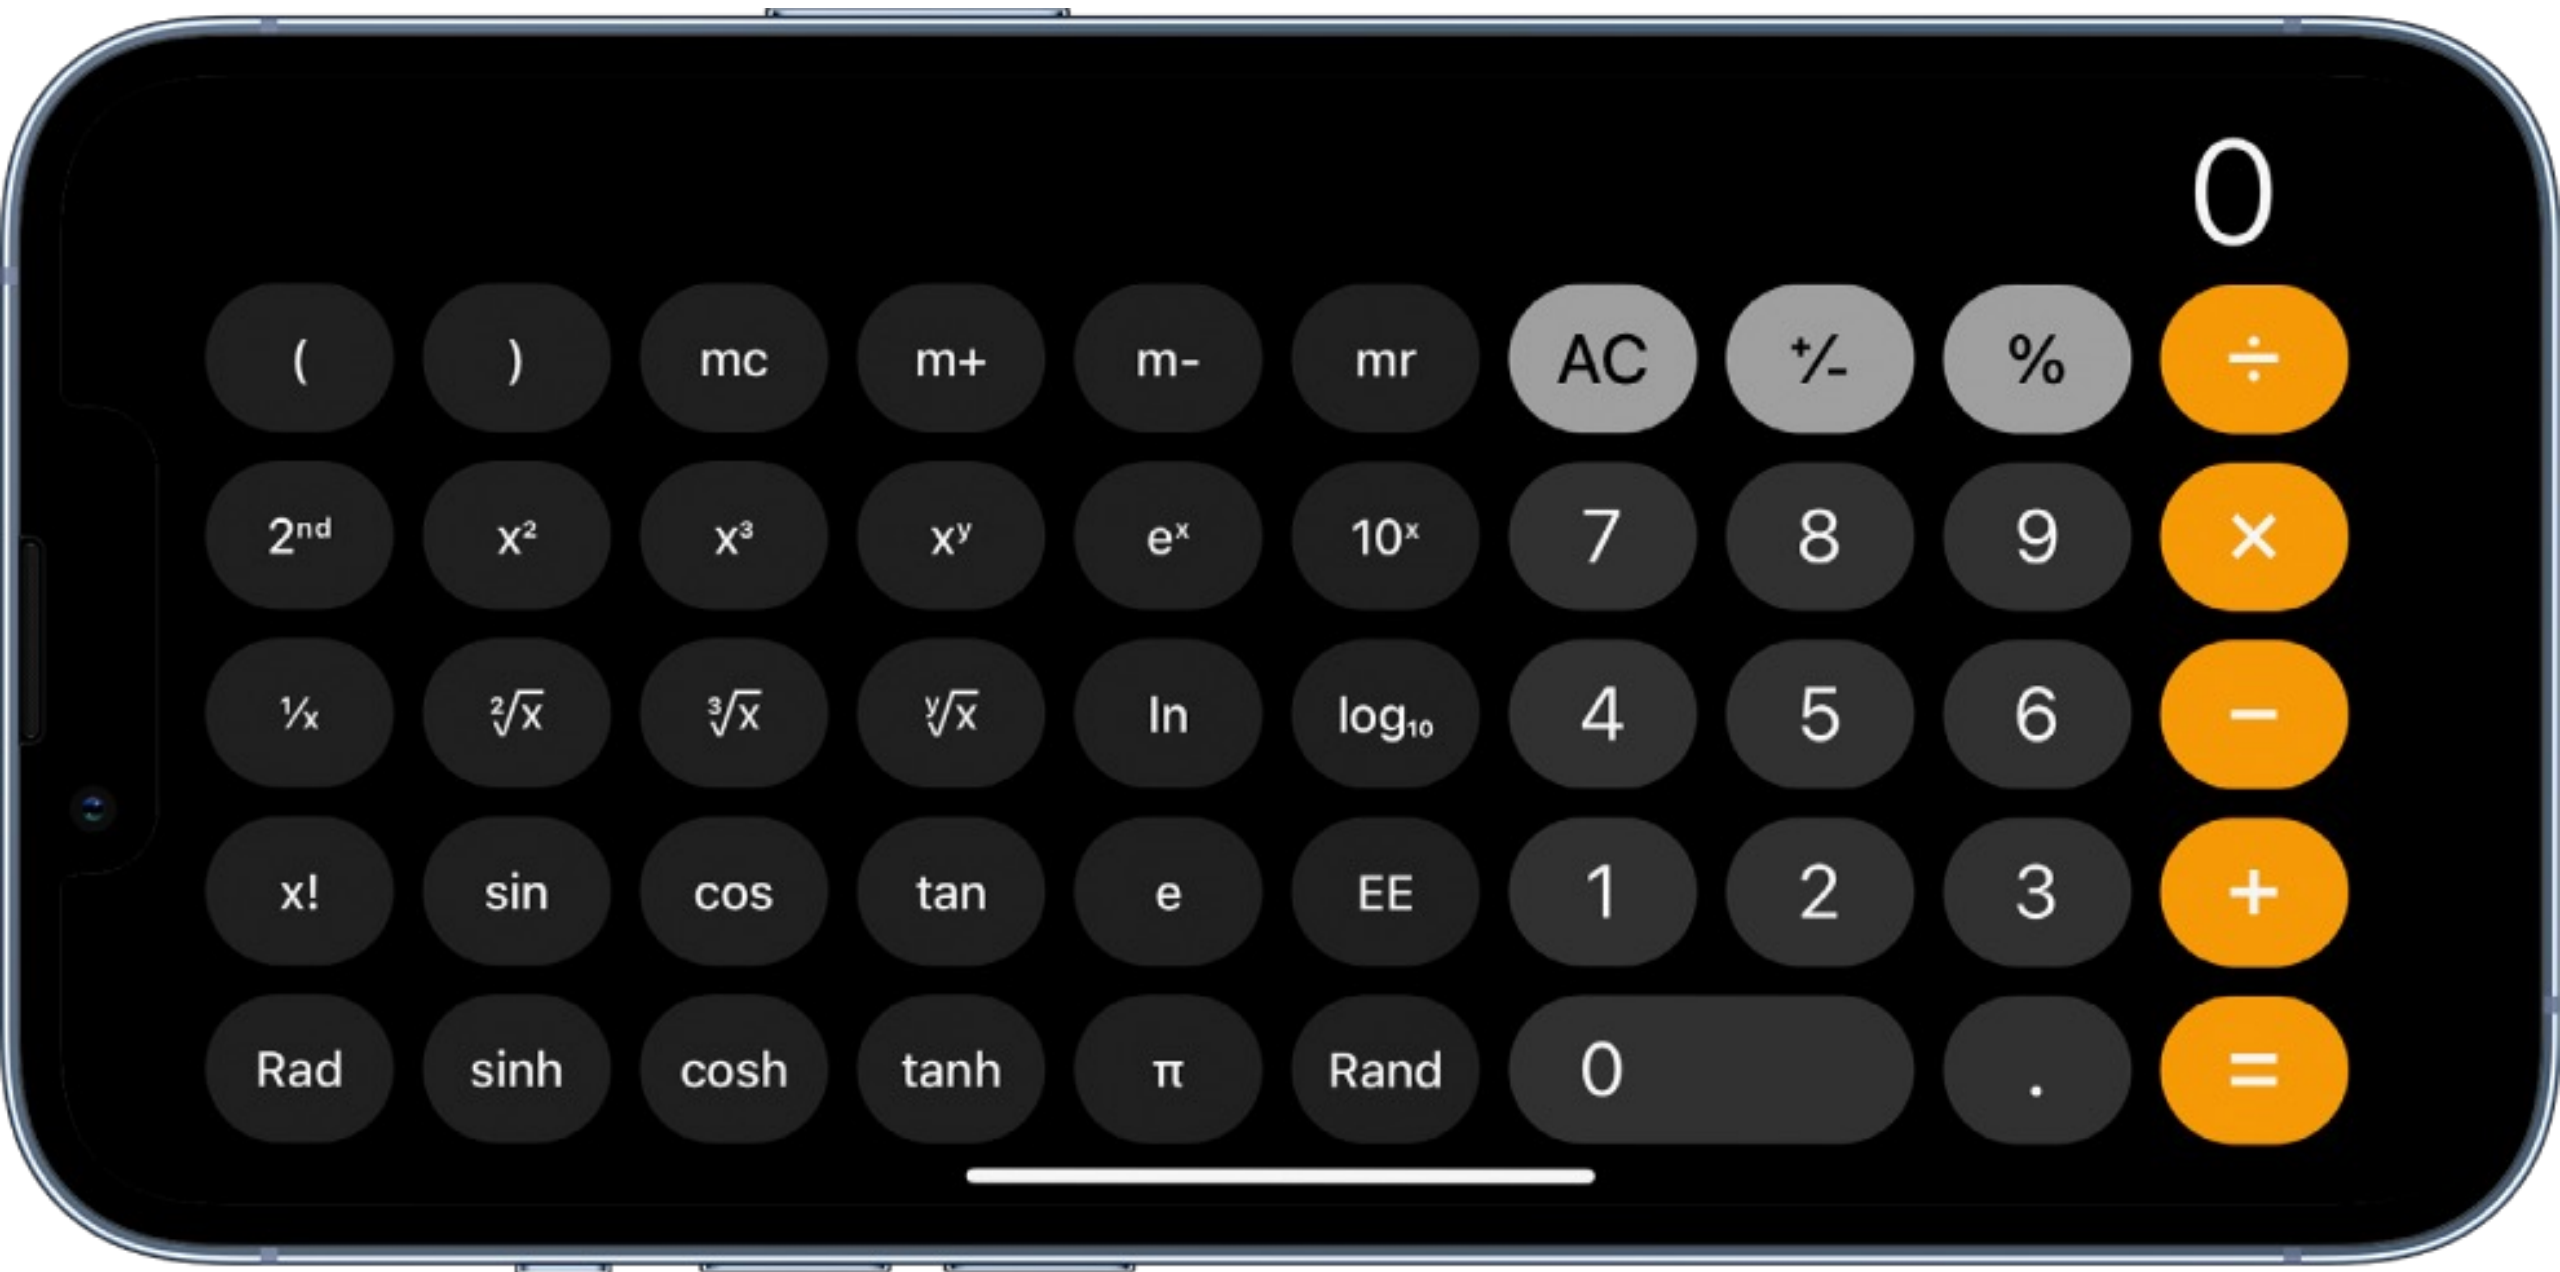 0
( ) mc m+ m- mr AC ⁺⁄₋ % ÷
2ⁿᵈ x² x³ xʸ eˣ 10ˣ 7 8 9 ×
¹⁄ₓ ²√x ³√x ʸ√x ln log₁₀ 4 5 6 −
x! sin cos tan e EE 1 2 3 +
Rad sinh cosh tanh π Rand 0 . =